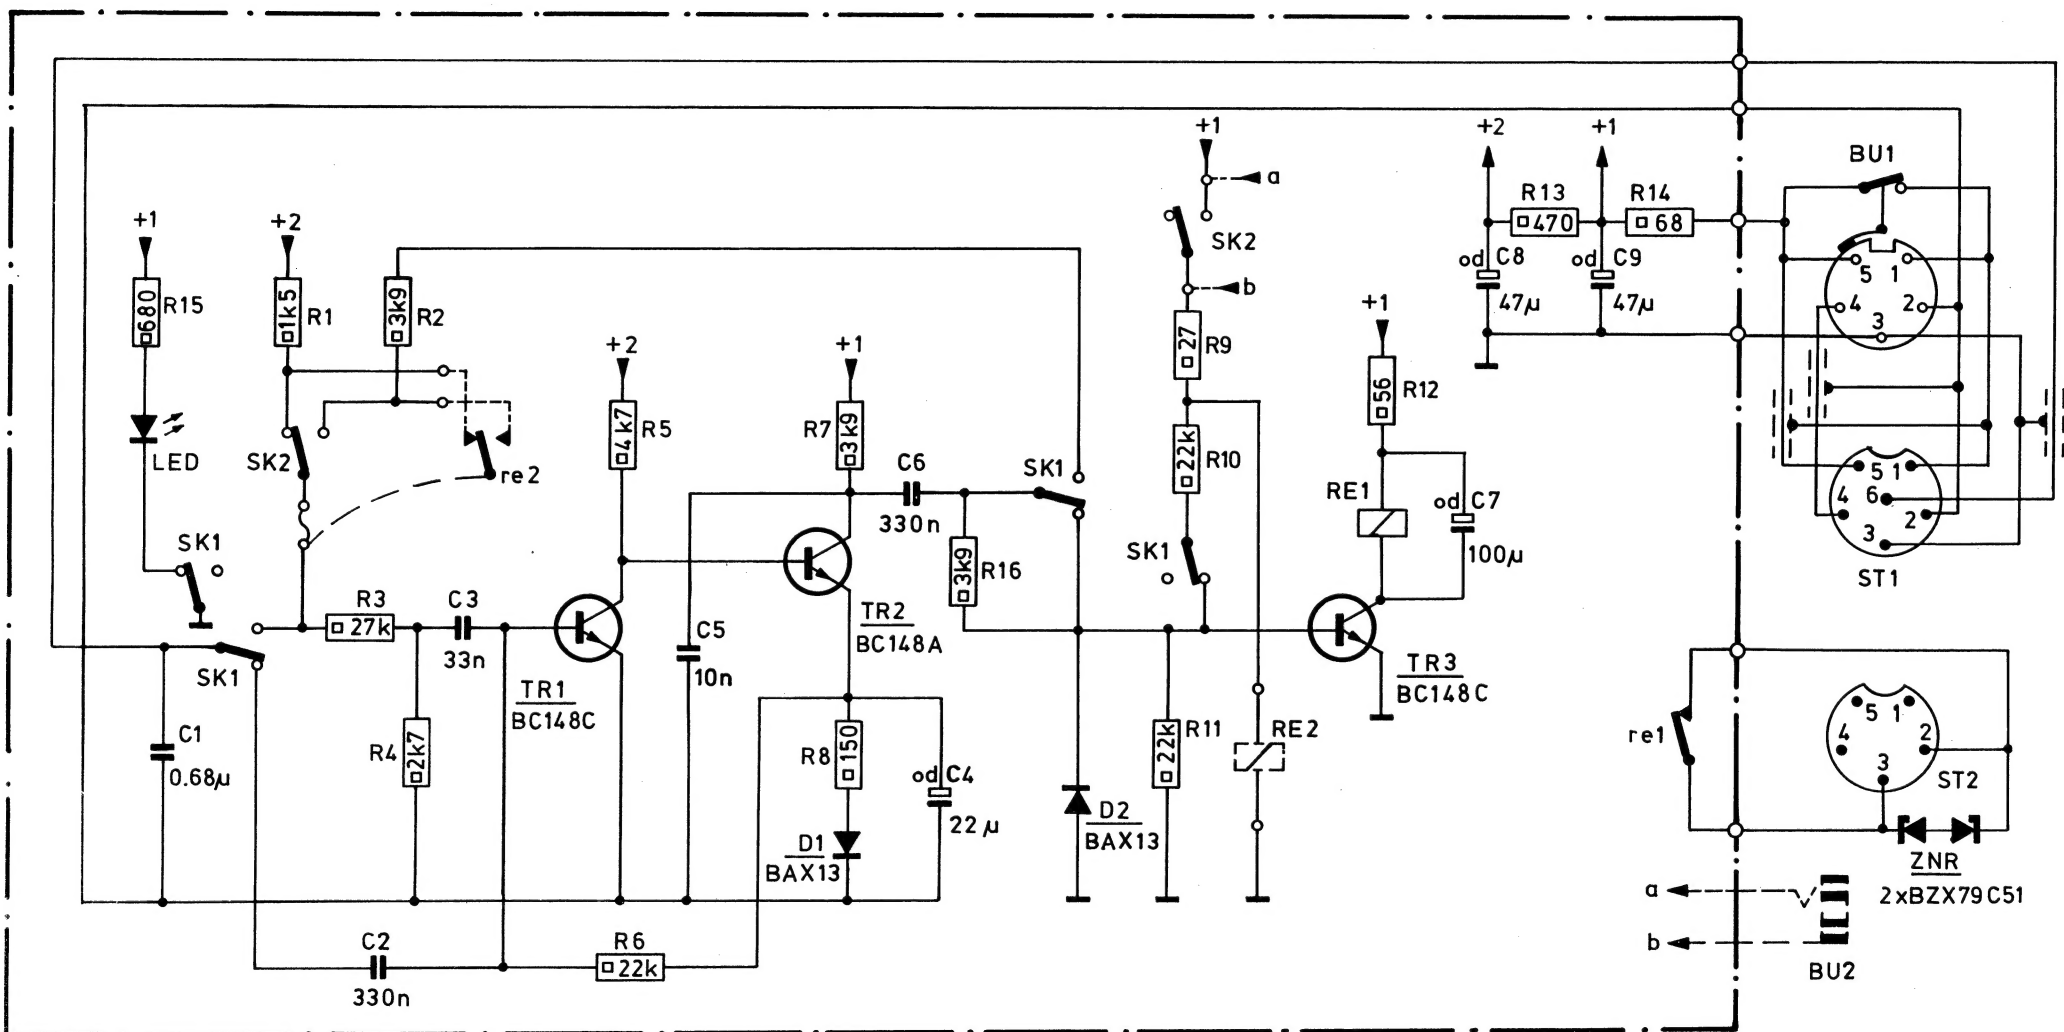 +1
a
+2
+1
BU1
R13
R14
470
68
SK2
+1
+2
od C8
od C9
5 1
680
R15
1k5
R1
3k9
R2
b
47µ
47µ
4
2
+1
3
+2
+1
27
R9
56
R12
4k7
R5
R7
3k9
LED
SK2
re2
C6
SK1
22k
R10
5 1
RE1
od C7
4
6
2
330n
3
SK1
3k9
R16
SK1
100µ
ST1
R3
C3
27k
TR2
BC148A
C5
33n
10n
SK1
TR1
BC148C
TR3
BC148C
C1
R4
2k7
R8
150
od C4
R11
22k
RE2
re1
5 1
4
2
3
ST2
0.68µ
22µ
D1
BAX13
D2
BAX13
ZNR
2xBZX79C51
a
b
C2
R6
22k
BU2
330n